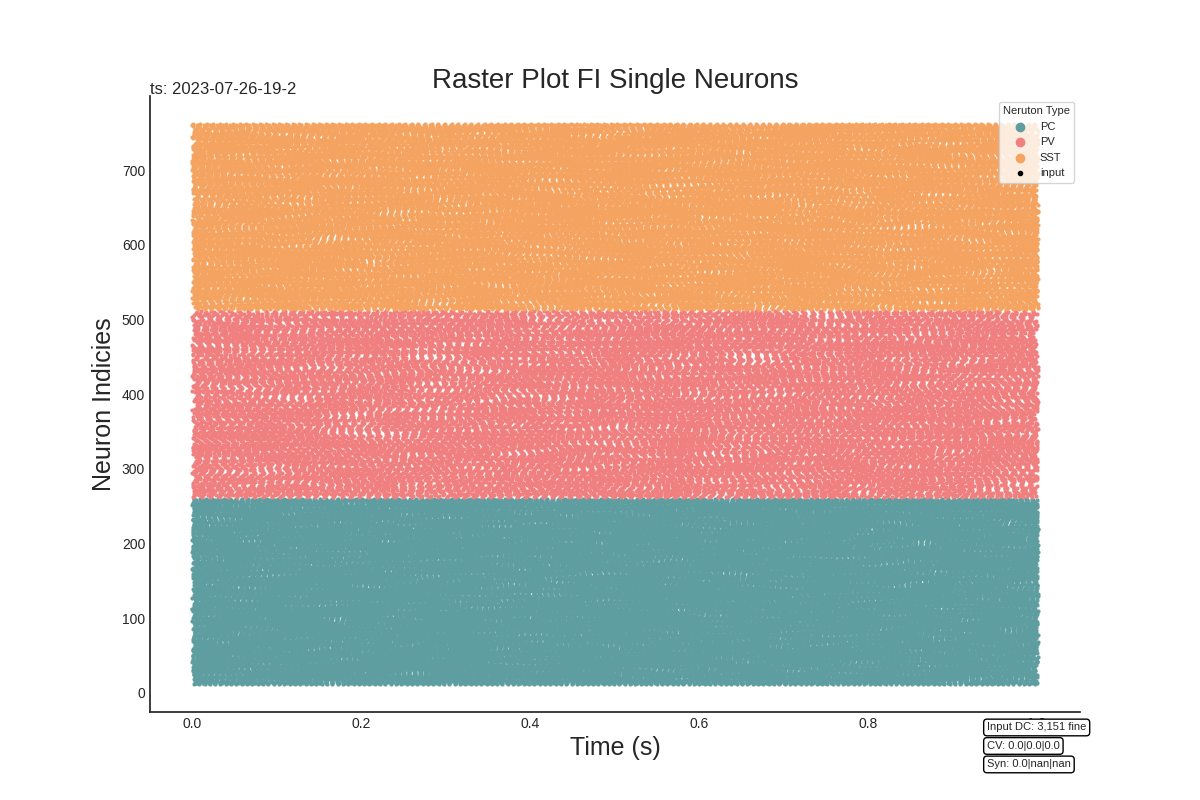 Raster Plot FI Single Neurons
ts: 2023-07-26-19-2
Neruton Type
PC
PV
SST
input
Neuron Indicies
700
600
500
400
300
200
100
0
0.0 0.2 0.4 0.6 0.8
Time (s)
Input DC: 3,151 fine
CV: 0.0|0.0|0.0
Syn: 0.0|nan|nan